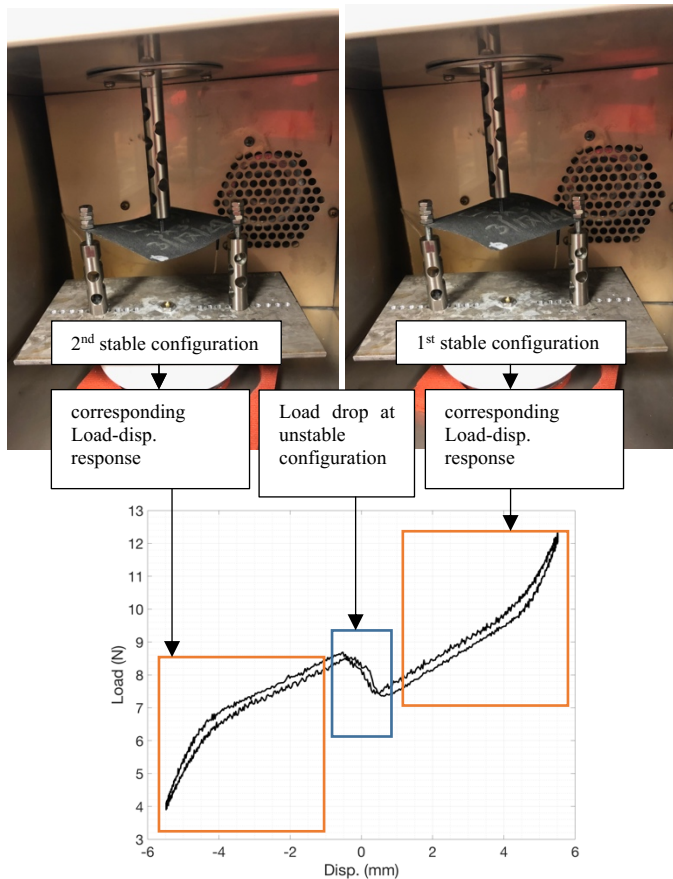 2nd stable configuration
1st stable configuration
corresponding
Load-disp.
response
Load drop at
unstable
configuration
corresponding
Load-disp.
response
13
12
11
10
9
8
7
6
5
4
3
Load (N)
-6 -4 -2 0 2 4 6
Disp. (mm)